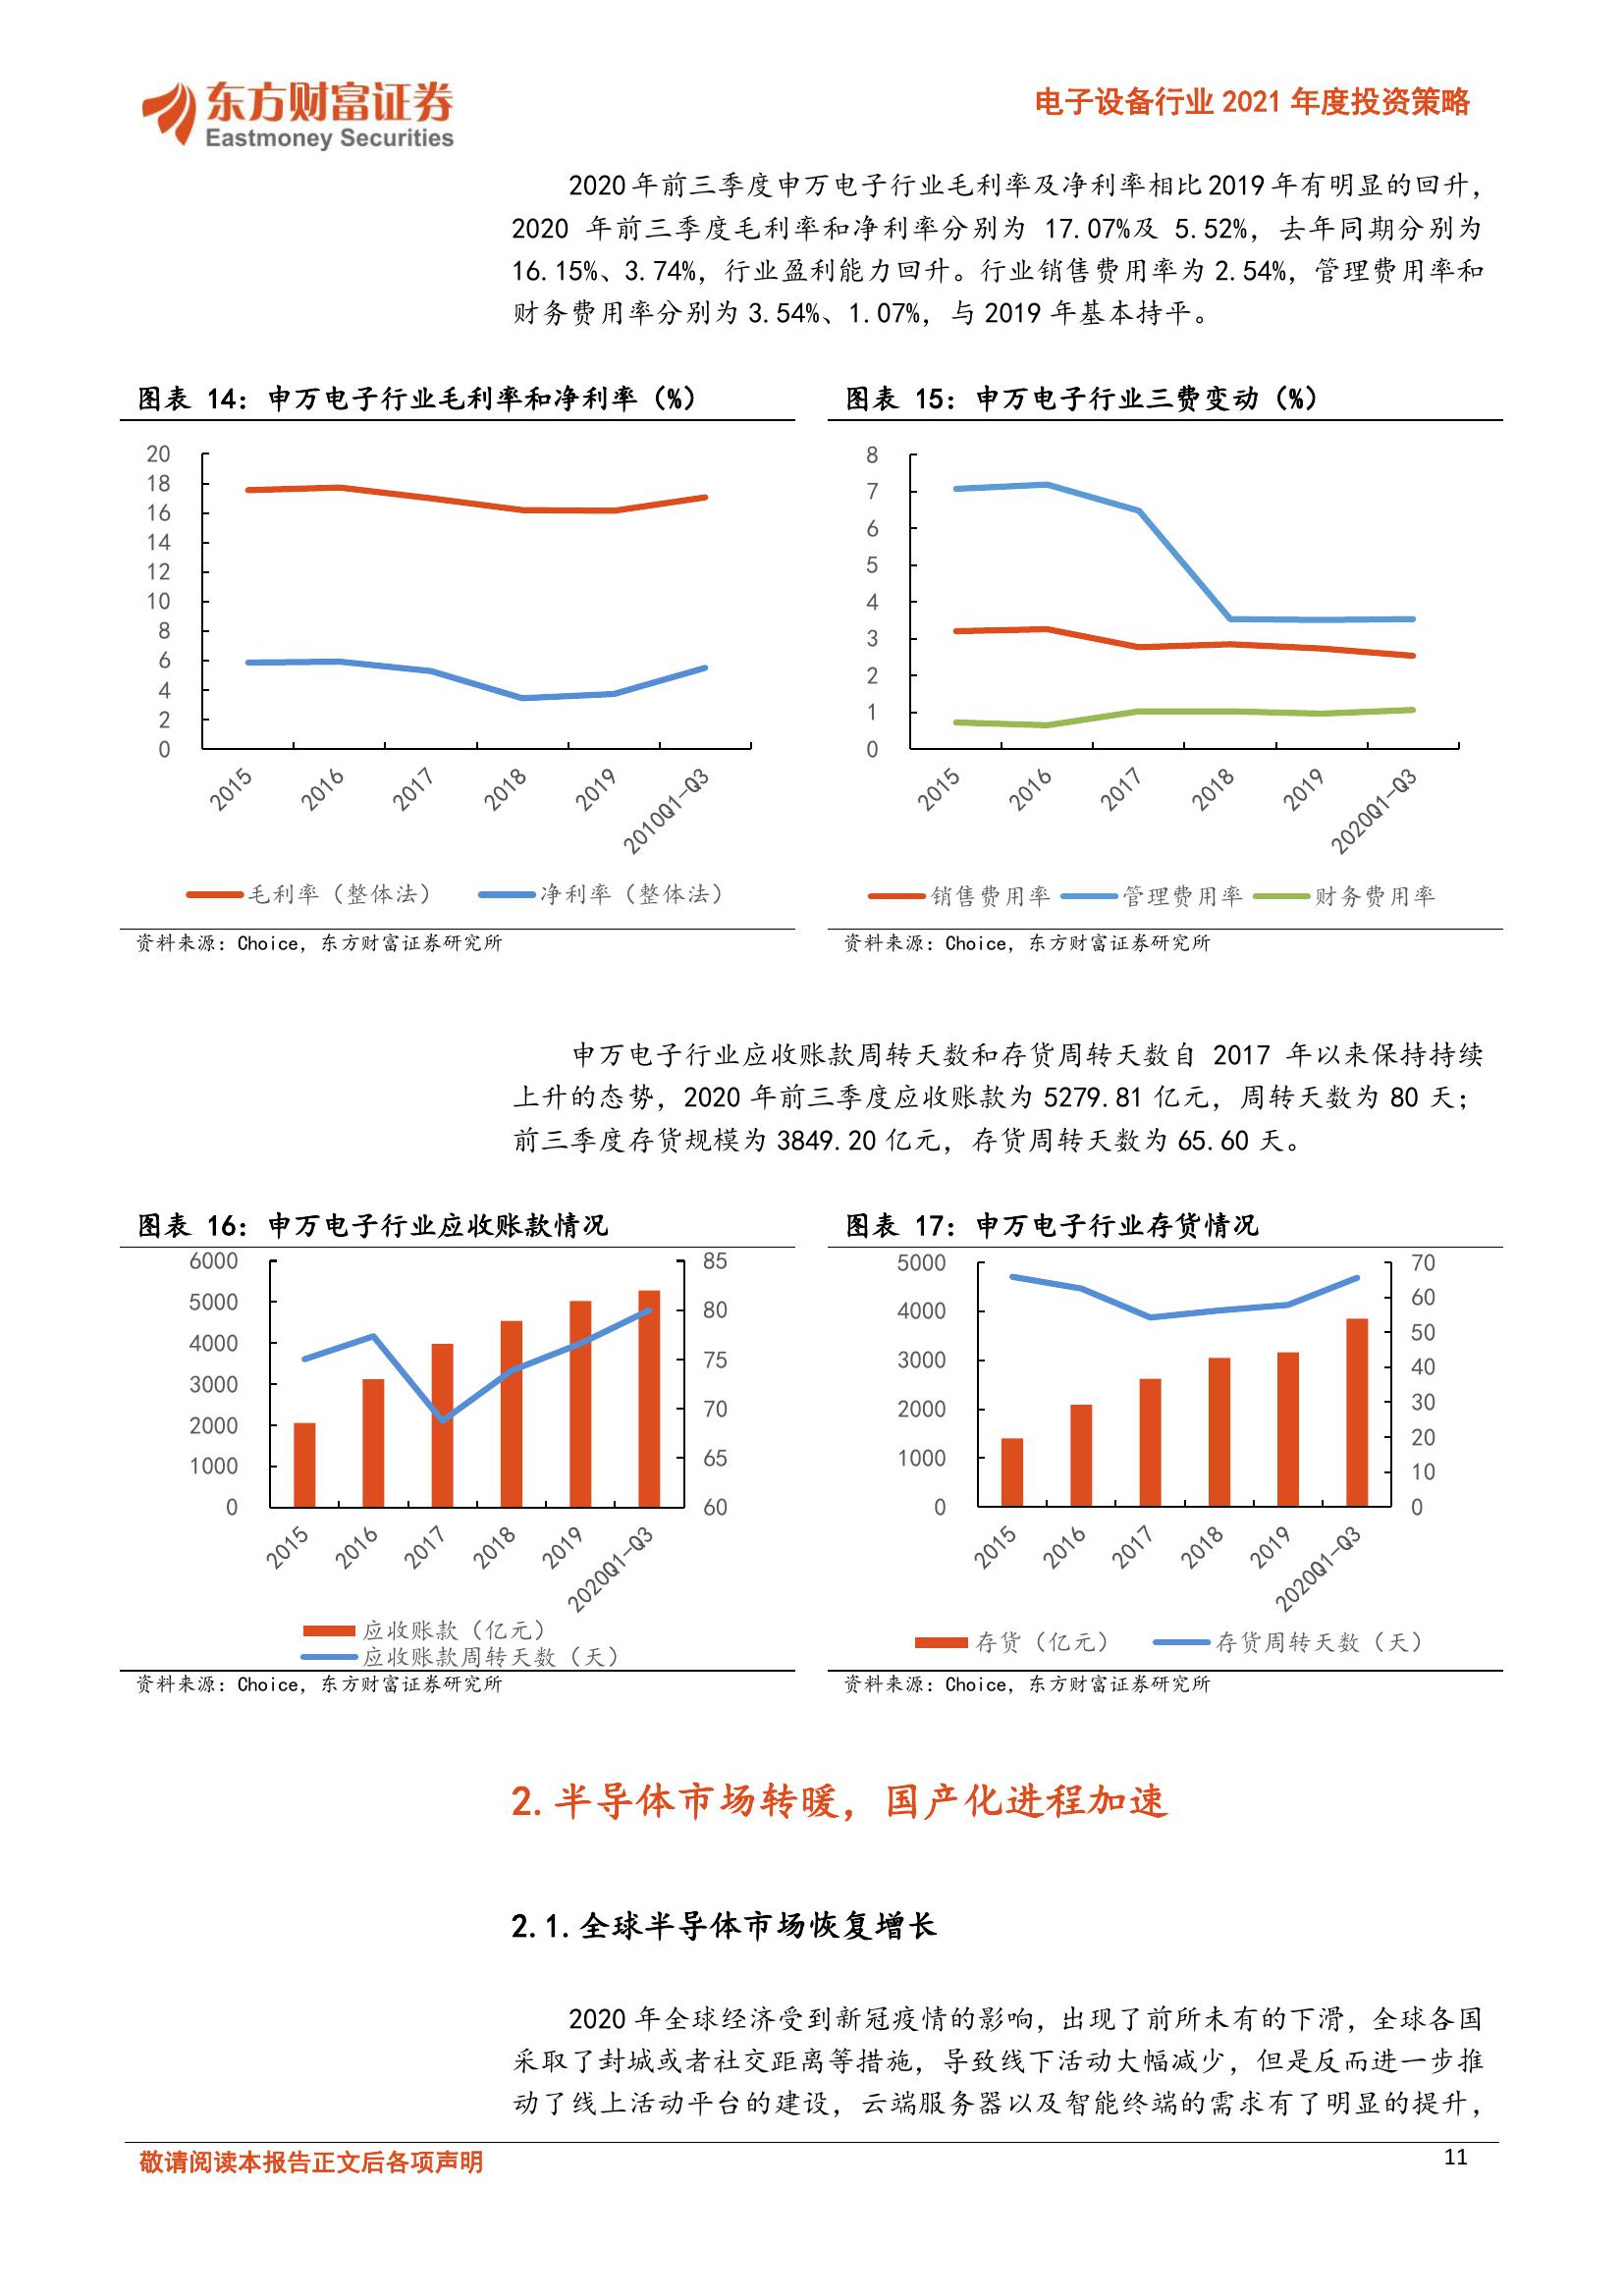 东方财富证券
Eastmoney Securities
电子设备行业 2021 年度投资策略
2020 年前三季度申万电子行业毛利率及净利率相比 2019 年有明显的回升，
2020 年前三季度毛利率和净利率分别为 17.07%及 5.52%，去年同期分别为
16.15%、3.74%，行业盈利能力回升。行业销售费用率为 2.54%，管理费用率和
财务费用率分别为 3.54%、1.07%，与 2019 年基本持平。
图表 14：申万电子行业毛利率和净利率（%）
20
18
16
14
12
10
8
6
4
2
0
2015
2016
2017
2018
2019
2010Q1-Q3
毛利率（整体法）
净利率（整体法）
资料来源：Choice，东方财富证券研究所
图表 15：申万电子行业三费变动（%）
8
7
6
5
4
3
2
1
0
2015
2016
2017
2018
2019
2020Q1-Q3
销售费用率
管理费用率
财务费用率
资料来源：Choice，东方财富证券研究所
申万电子行业应收账款周转天数和存货周转天数自 2017 年以来保持持续
上升的态势，2020 年前三季度应收账款为 5279.81 亿元，周转天数为 80 天；
前三季度存货规模为 3849.20 亿元，存货周转天数为 65.60 天。
图表 16：申万电子行业应收账款情况
6000
5000
4000
3000
2000
1000
0
85
80
75
70
65
60
2015
2016
2017
2018
2019
2020Q1-Q3
应收账款（亿元）
应收账款周转天数（天）
资料来源：Choice，东方财富证券研究所
图表 17：申万电子行业存货情况
5000
4000
3000
2000
1000
0
70
60
50
40
30
20
10
0
2015
2016
2017
2018
2019
2020Q1-Q3
存货（亿元）
存货周转天数（天）
资料来源：Choice，东方财富证券研究所
2.半导体市场转暖，国产化进程加速
2.1.全球半导体市场恢复增长
2020 年全球经济受到新冠疫情的影响，出现了前所未有的下滑，全球各国
采取了封城或者社交距离等措施，导致线下活动大幅减少，但是反而进一步推
动了线上活动平台的建设，云端服务器以及智能终端的需求有了明显的提升，
敬请阅读本报告正文后各项声明
11